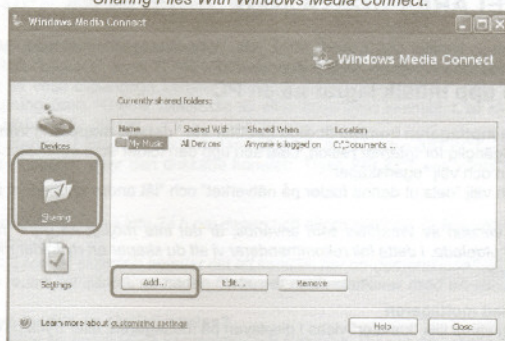 Sharing Files With Windows Media Connect.
Windows Media Connect
Windows Media Connect
Currently shared folders:
Name Shared With Shared When Location
My Music All Devices Anyone is logged on C:\Documents ...
Devices
Sharing
Settings
Add... Edit... Remove
Learn more about customizing settings
Help Close